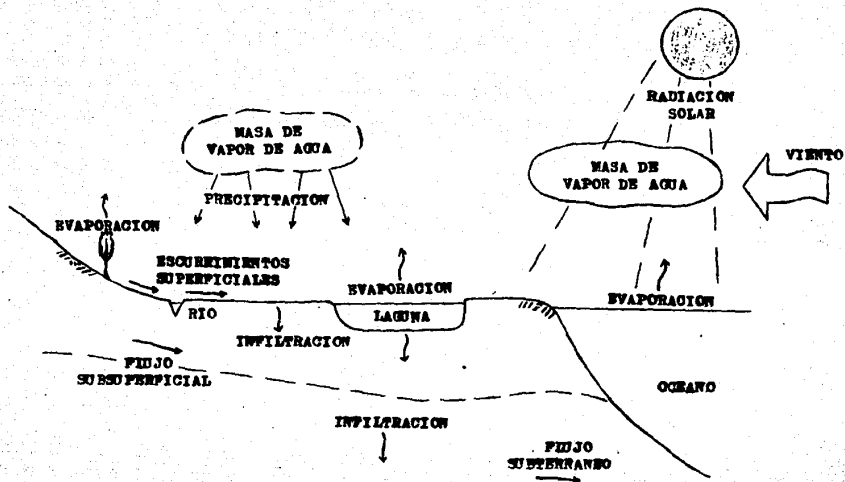 RADIACION
SOLAR
MASA DE
VAPOR DE AGUA
VIENTO
MASA DE
VAPOR DE AGUA
PRECIPITACION
EVAPORACION
ESCURRIMIENTOS
SUPERFICIALES
EVAPORACION
EVAPORACION
RIO
LAGUNA
INFILTRACION
FLUJO
SUBSUPERFICIAL
OCEANO
INFILTRACION
FLUJO
SUBTERRANEO